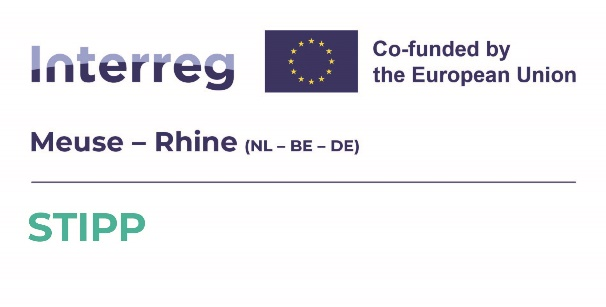 Interreg
Co-funded by
the European Union
Meuse – Rhine (NL – BE – DE)
STIPP